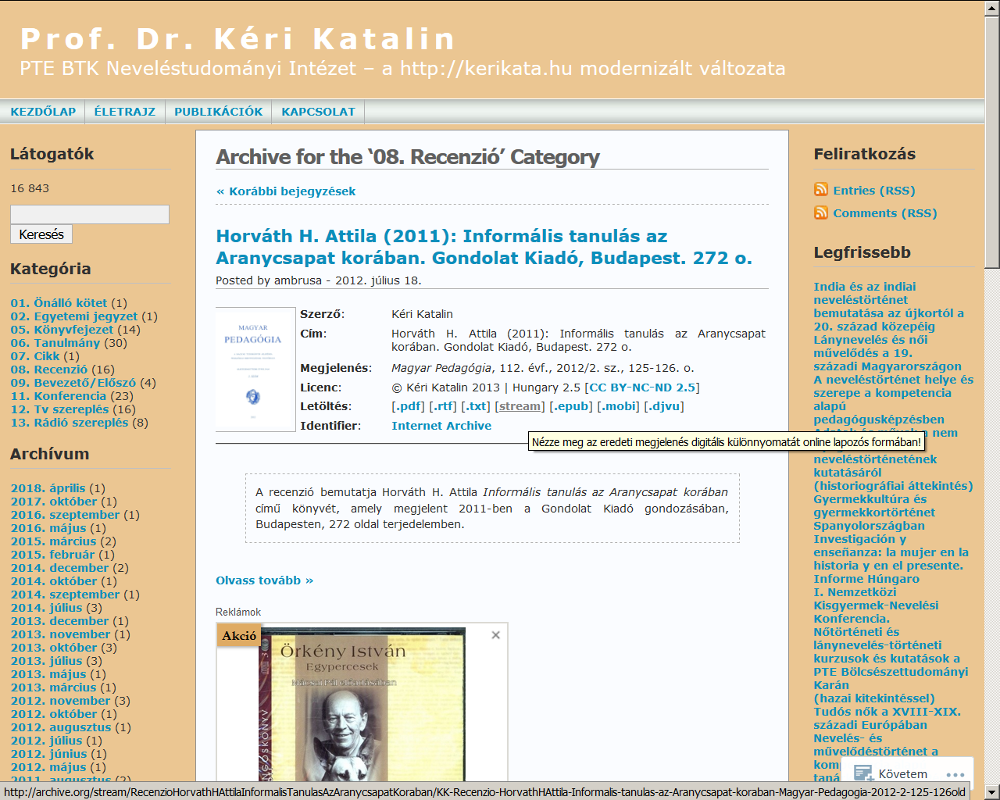 Prof. Dr. Kéri Katalin
PTE BTK Neveléstudományi Intézet – a http://kerikata.hu modernizált változata
KEZDŐLAP
ÉLETRAJZ
PUBLIKÁCIÓK
KAPCSOLAT
Látogatók
16 843
Keresés
Kategória
01. Önálló kötet (1)
02. Egyetemi jegyzet (1)
05. Könyvfejezet (14)
06. Tanulmány (30)
07. Cikk (1)
08. Recenzió (16)
09. Bevezető/Előszó (4)
11. Konferencia (23)
12. Tv szereplés (16)
13. Rádió szereplés (8)
Archívum
2018. április (1)
2017. október (1)
2016. szeptember (1)
2016. május (1)
2015. március (2)
2015. február (1)
2014. december (2)
2014. október (1)
2014. szeptember (1)
2014. július (3)
2013. december (1)
2013. november (1)
2013. október (3)
2013. július (3)
2013. május (1)
2013. március (1)
2012. november (3)
2012. október (1)
2012. augusztus (1)
2012. július (1)
2012. június (1)
2012. május (1)
2011. augusztus (2)
Archive for the ‘08. Recenzió’ Category
« Korábbi bejegyzések
Horváth H. Attila (2011): Informális tanulás az
Aranycsapat korában. Gondolat Kiadó, Budapest. 272 o.
Posted by ambrusa - 2012. július 18.
MAGYAR
PEDAGÓGIA
Szerző: Kéri Katalin
Cím: Horváth H. Attila (2011): Informális tanulás az Aranycsapat
korában. Gondolat Kiadó, Budapest. 272 o.
Megjelenés: Magyar Pedagógia, 112. évf., 2012/2. sz., 125-126. o.
Licenc: © Kéri Katalin 2013 | Hungary 2.5 [CC BY-NC-ND 2.5]
Letöltés: [.pdf] [.rtf] [.txt] [stream] [.epub] [.mobi] [.djvu]
Identifier: Internet Archive
Nézze meg az eredeti megjelenés digitális különnyomatát online lapozós formában!
A recenzió bemutatja Horváth H. Attila Informális tanulás az Aranycsapat korában
című könyvét, amely megjelent 2011-ben a Gondolat Kiadó gondozásában,
Budapesten, 272 oldal terjedelemben.
Olvass tovább »
Reklámok
Akció
Örkény István
Egypercesek
Mácsai Pál előadásában
NGOSKÖNYV
Feliratkozás
Entries (RSS)
Comments (RSS)
Legfrissebb
India és az indiai
neveléstörténet
bemutatása az újkortól a
20. század közepéig
Lánynevelés és női
művelődés a 19.
századi Magyarországon
A neveléstörténet helye és
szerepe a kompetencia
alapú
pedagógusképzésben
nem
neveléstörténetének
kutatásáról
(historiográfiai áttekintés)
Gyermekkultúra és
gyermekkortörténet
Spanyolországban
Investigación y
enseñanza: la mujer en la
historia y en el presente.
Informe Húngaro
I. Nemzetközi
Kisgyermek-Nevelési
Konferencia.
Nőtörténeti és
lánynevelés-történeti
kurzusok és kutatások a
PTE Bölcsészettudományi
Karán
(hazai kitekintéssel)
Tudós nők a XVIII-XIX.
századi Európában
Nevelés- és
művelődéstörténet a
Követem
http://archive.org/stream/RecenzioHorvathHAttilaInformalisTanulasAzAranycsapatKoraban/KK-Recenzio-HorvathHAttila-Informalis-tanulas-az-Aranycsapat-koraban-Magyar-Pedagogia-2012-2-125-126old